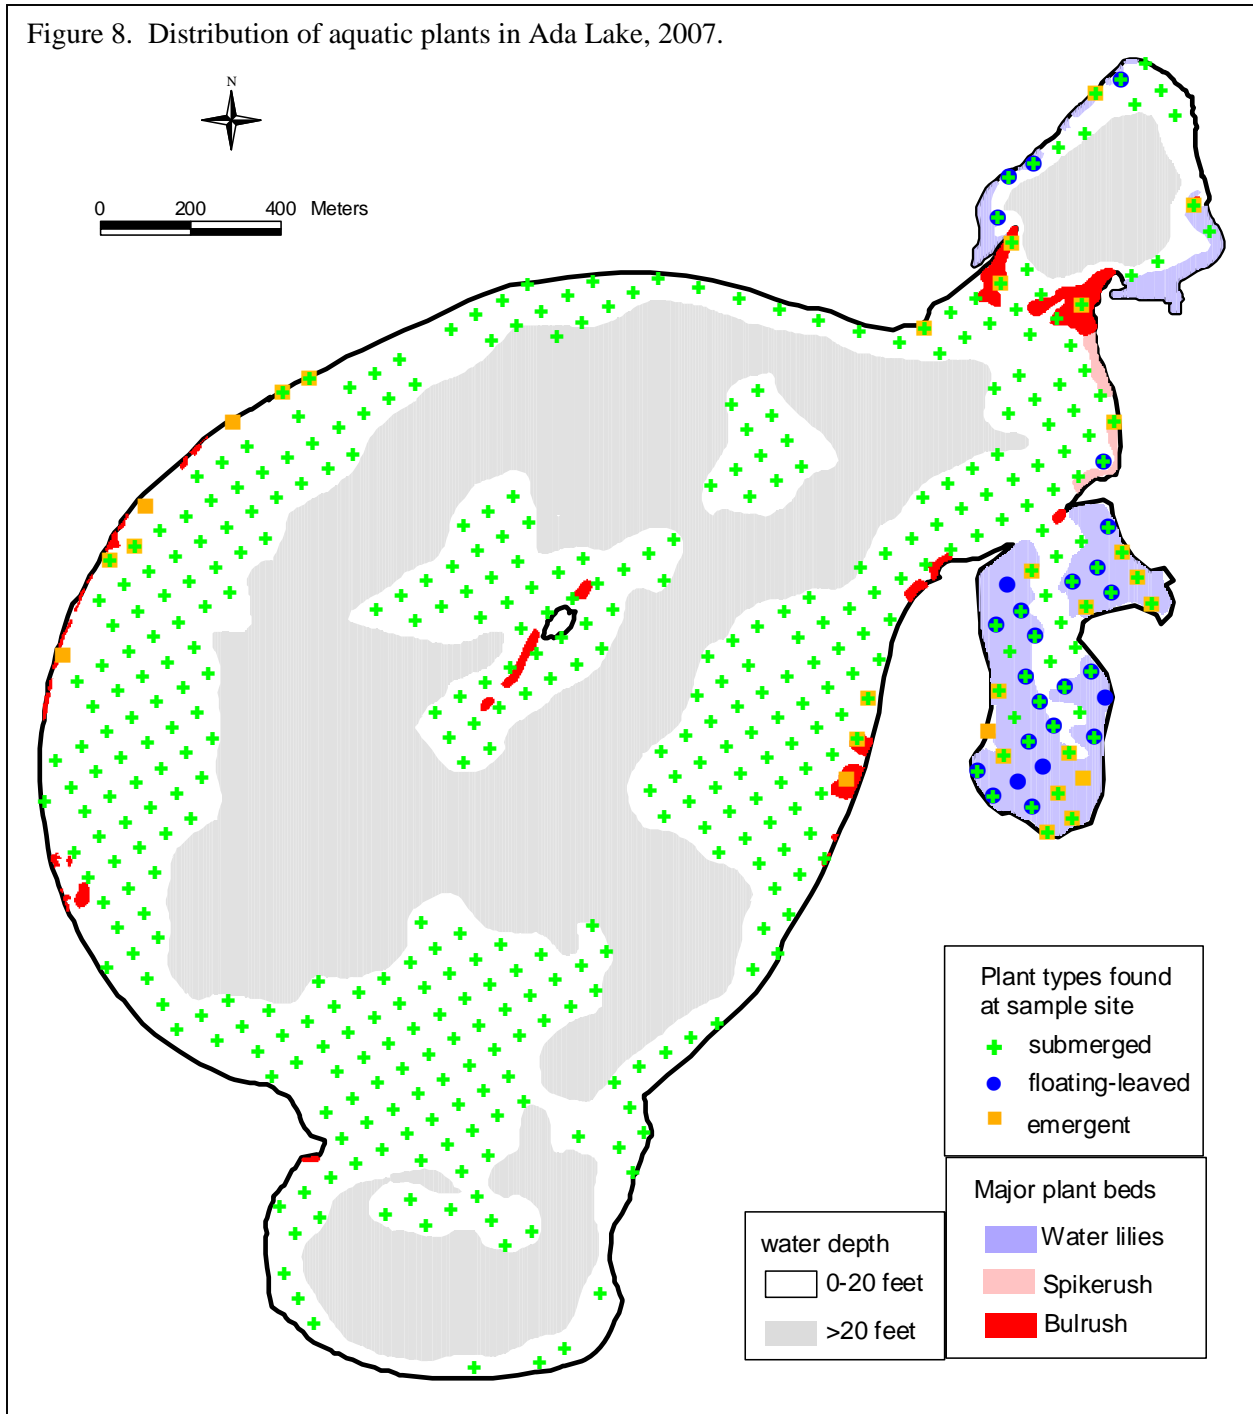 Figure 8. Distribution of aquatic plants in Ada Lake, 2007.
N
0 200 400 Meters
Plant types found
at sample site
submerged
floating-leaved
emergent
Major plant beds
Water lilies
Spikerush
Bulrush
water depth
0-20 feet
>20 feet